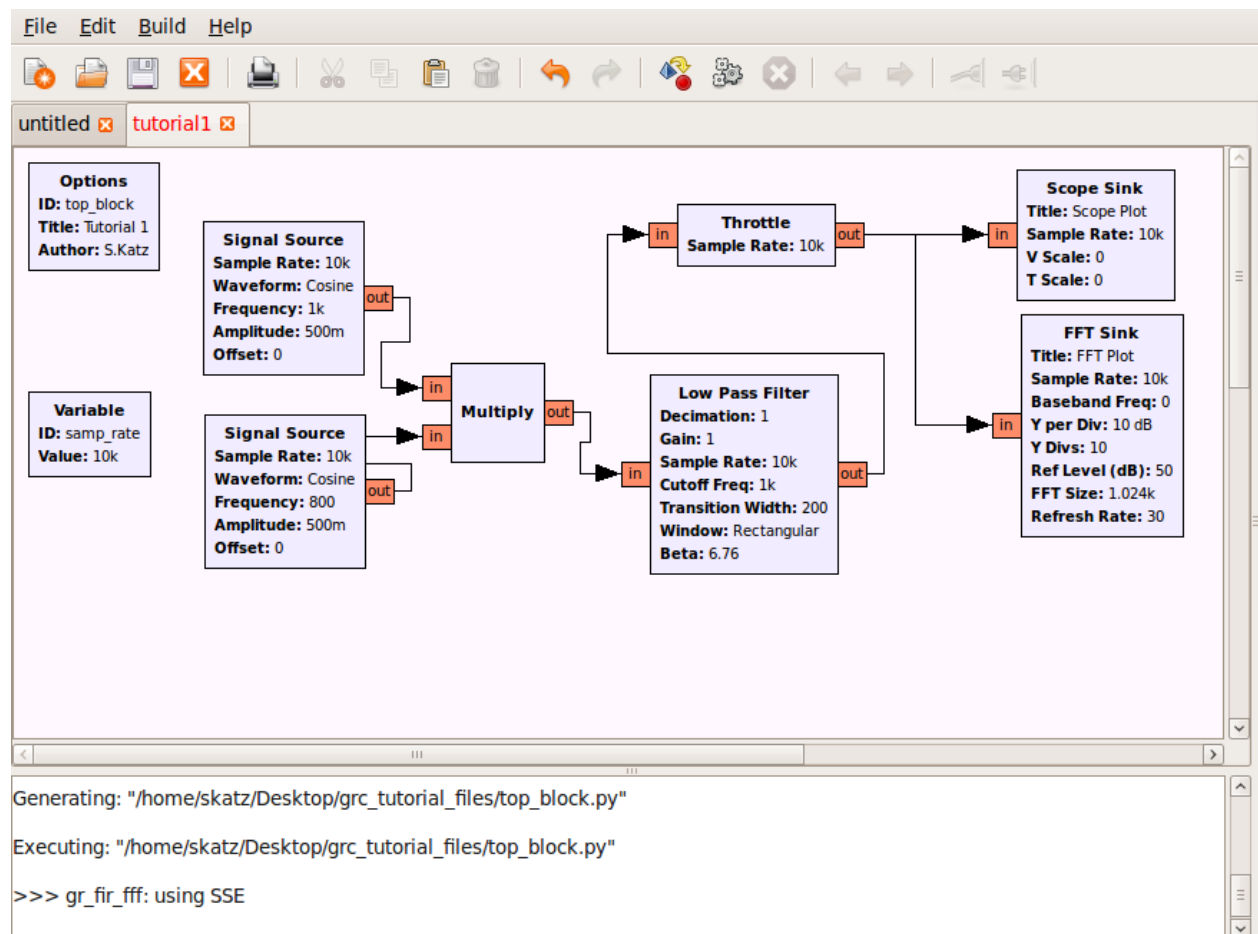 File Edit Build Help
untitled tutorial1
Options
ID: top_block
Title: Tutorial 1
Author: S.Katz
Variable
ID: samp_rate
Value: 10k
Signal Source
Sample Rate: 10k
Waveform: Cosine
Frequency: 1k
Amplitude: 500m
Offset: 0
out
Signal Source
Sample Rate: 10k
Waveform: Cosine
Frequency: 800
Amplitude: 500m
Offset: 0
out
in
in
Multiply
out
in
Low Pass Filter
Decimation: 1
Gain: 1
Sample Rate: 10k
Cutoff Freq: 1k
Transition Width: 200
Window: Rectangular
Beta: 6.76
out
in
Throttle
Sample Rate: 10k
out
in
Scope Sink
Title: Scope Plot
Sample Rate: 10k
V Scale: 0
T Scale: 0
in
FFT Sink
Title: FFT Plot
Sample Rate: 10k
Baseband Freq: 0
Y per Div: 10 dB
Y Divs: 10
Ref Level (dB): 50
FFT Size: 1.024k
Refresh Rate: 30
Generating: "/home/skatz/Desktop/grc_tutorial_files/top_block.py"
Executing: "/home/skatz/Desktop/grc_tutorial_files/top_block.py"
>>> gr_fir_fff: using SSE